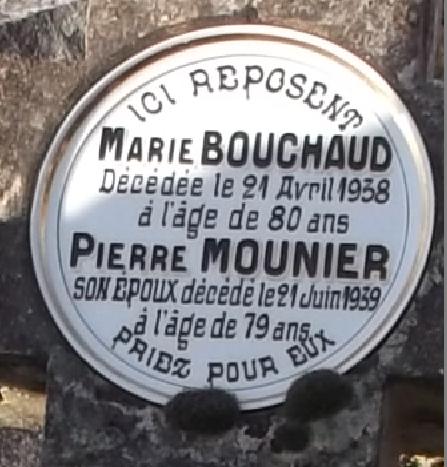 ICI REPOSENT
MARIE BOUCHAUD
Décédée le 21 Avril 1938
à l'âge de 80 ans
PIERRE MOUNIER
SON EPOUX décédé le 21 Juin 1939
à l'âge de 79 ans
PRIEZ POUR EUX